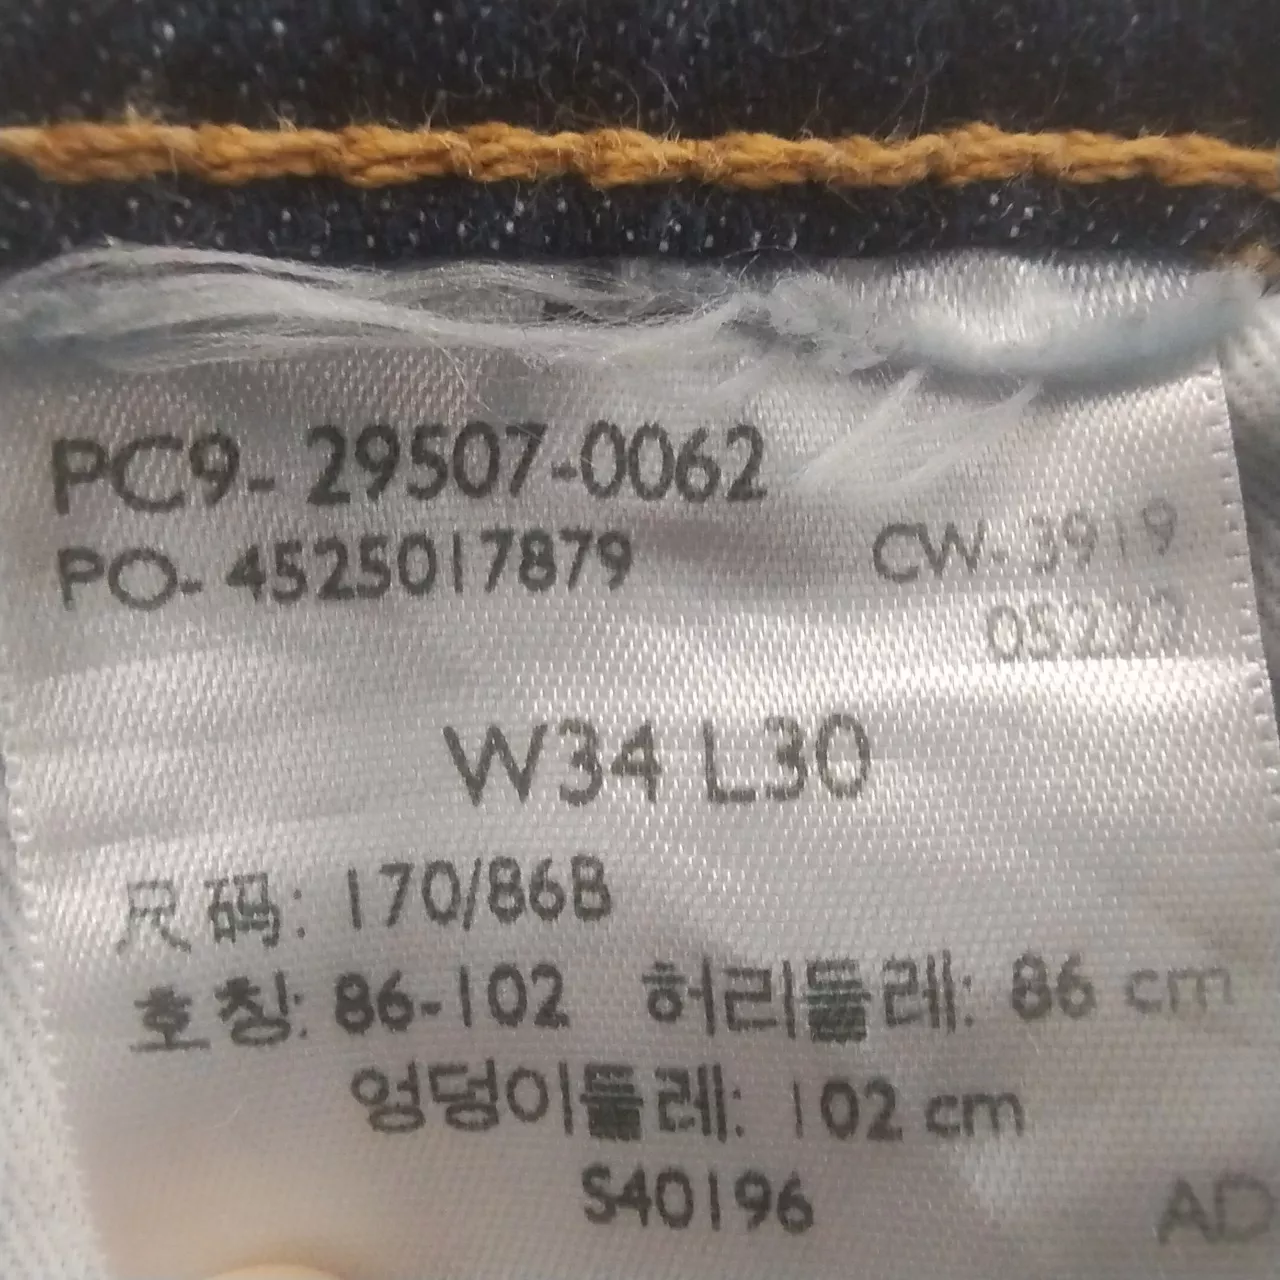 PC9- 29507-0062
PO- 4525017879 CW- 3919
W34 L30
尺码: 170/86B
호칭: 86-102 허리둘레: 86 cm
엉덩이둘레: 102 cm
S40196 AD